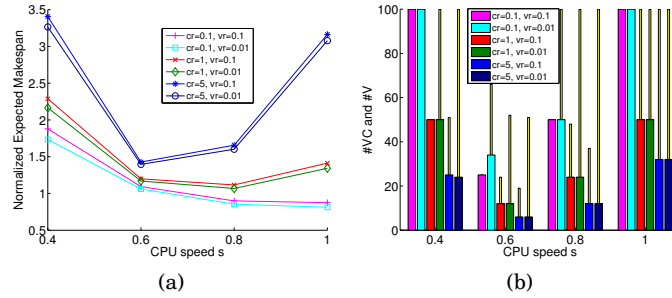 3.5
3
2.5
2
1.5
1
0.5
0.4
0.6
0.8
1
Normalized Expected Makespan
CPU speed s
cr=0.1, vr=0.1
cr=0.1, vr=0.01
cr=1, vr=0.1
cr=1, vr=0.01
cr=5, vr=0.1
cr=5, vr=0.01
(a)
100
80
60
40
20
0
0.4
0.6
0.8
1
#VC and #V
CPU speed s
cr=0.1, vr=0.1
cr=0.1, vr=0.01
cr=1, vr=0.1
cr=1, vr=0.01
cr=5, vr=0.1
cr=5, vr=0.01
(b)